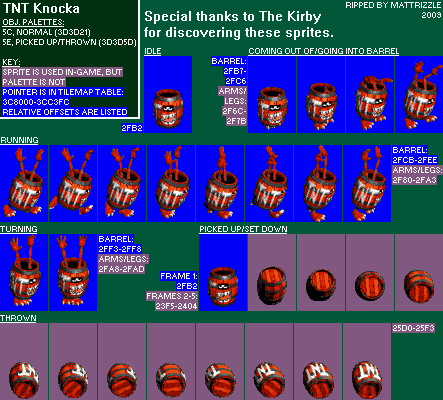 TNT Knocka
OBJ. PALETTES:
5C, NORMAL (3D3D21)
5E, PICKED UP/THROWN (3D3D5D)
KEY:
SPRITE IS USED IN-GAME, BUT
PALETTE IS NOT
POINTER IS IN TILEMAP TABLE:
3C8000-3CC3FC
RELATIVE OFFSETS ARE LISTED
RIPPED BY MATTRIZZLE
2009
Special thanks to The Kirby
for discovering these sprites.
IDLE
2FB2
COMING OUT OF/GOING INTO BARREL
BARREL:
2FB7-
2FC6
ARMS/
LEGS:
2F6C-
2F7B
RUNNING
BARREL:
2FCB-2FEE
ARMS/LEGS:
2F80-2FA3
TURNING
BARREL:
2FF3-2FF8
ARMS/LEGS:
2FA8-2FAD
PICKED UP/SET DOWN
FRAME 1:
2FB2
FRAMES 2-5:
23F5-2404
THROWN
25D0-25F3